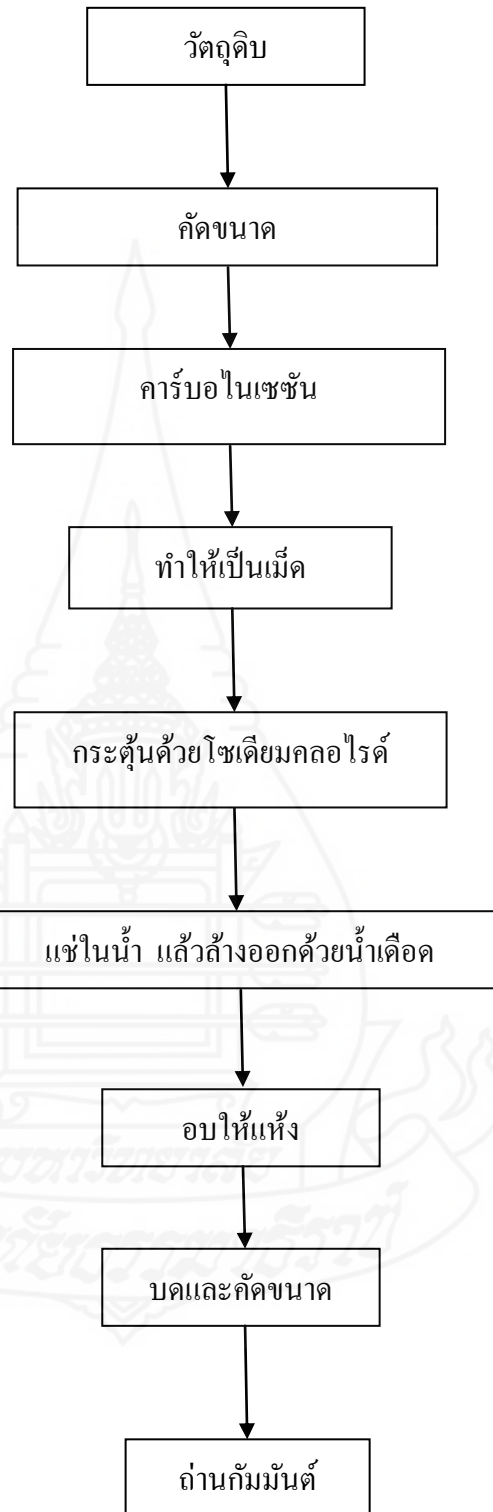 วัตถุดิบ
คัดขนาด
คาร์บอไนเซซัน
ทำให้เป็นเม็ด
กระตุ้นด้วยโซเดียมคลอไรด์
แช่ในน้ำ แล้วล้างออกด้วยน้ำเดือด
อบให้แห้ง
บดและคัดขนาด
ถ่านกัมมันต์